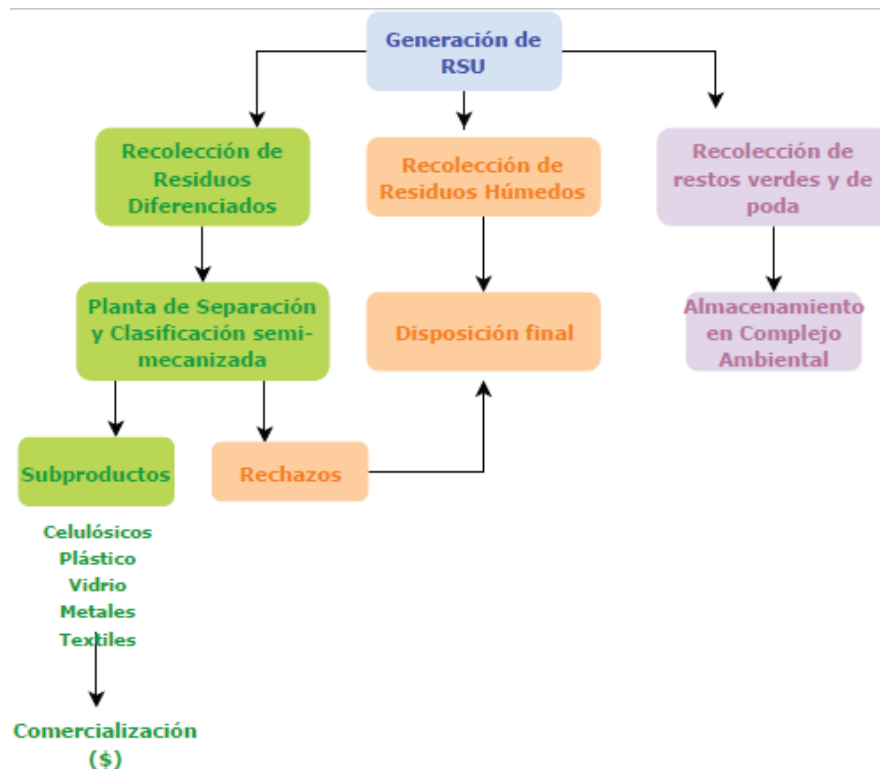 Generación de
RSU
Recolección de
Residuos
Diferenciados
Recolección de
Residuos Húmedos
Recolección de
restos verdes y de
poda
Planta de Separación
y Clasificación semi-
mecanizada
Disposición final
Almacenamiento
en Complejo
Ambiental
Subproductos
Rechazos
Celulósicos
Plástico
Vidrio
Metales
Textiles
Comercialización
($)